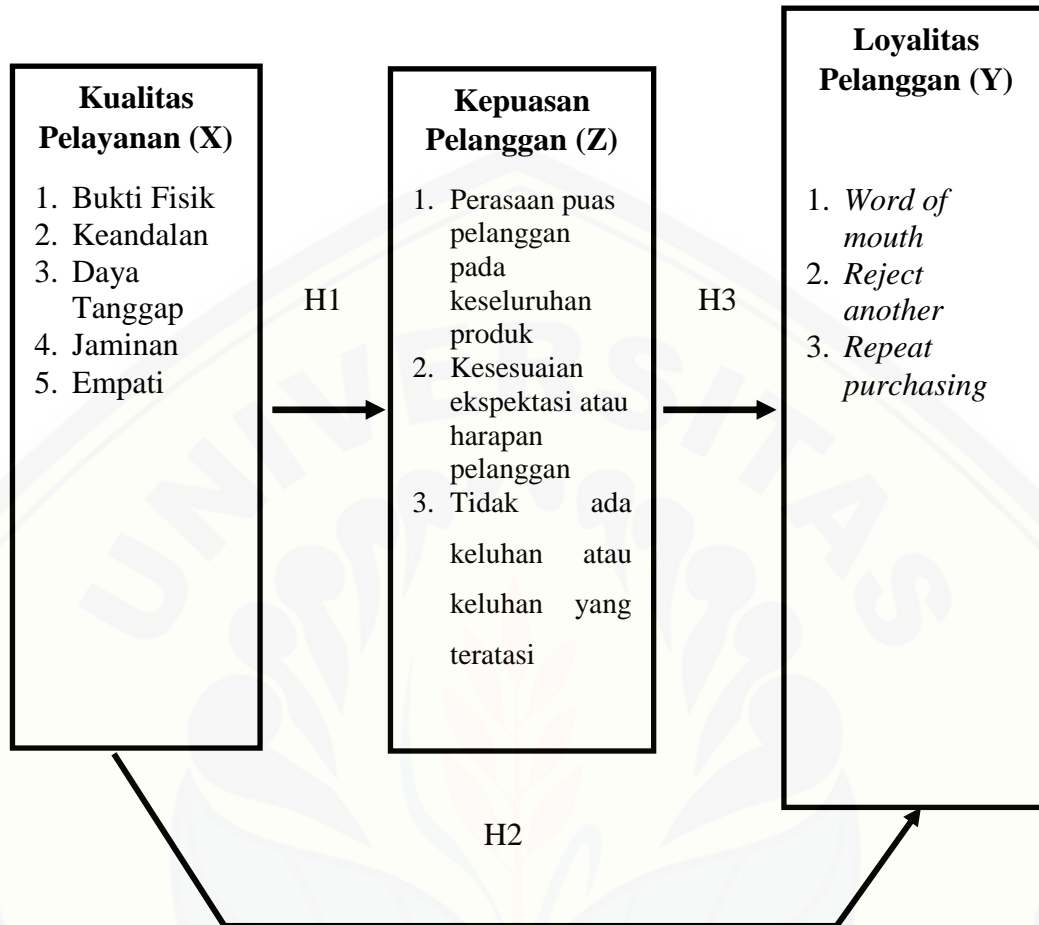 Kualitas
Pelayanan (X)
1. Bukti Fisik
2. Keandalan
3. Daya
Tanggap
4. Jaminan
5. Empati
H1
Kepuasan
Pelanggan (Z)
1. Perasaan puas
pelanggan
pada
keseluruhan
produk
2. Kesesuaian
ekspektasi atau
harapan
pelanggan
3. Tidak ada
keluhan atau
keluhan yang
teratasi
H3
Loyalitas
Pelanggan (Y)
1. Word of
mouth
2. Reject
another
3. Repeat
purchasing
H2
UNIVERSITAS